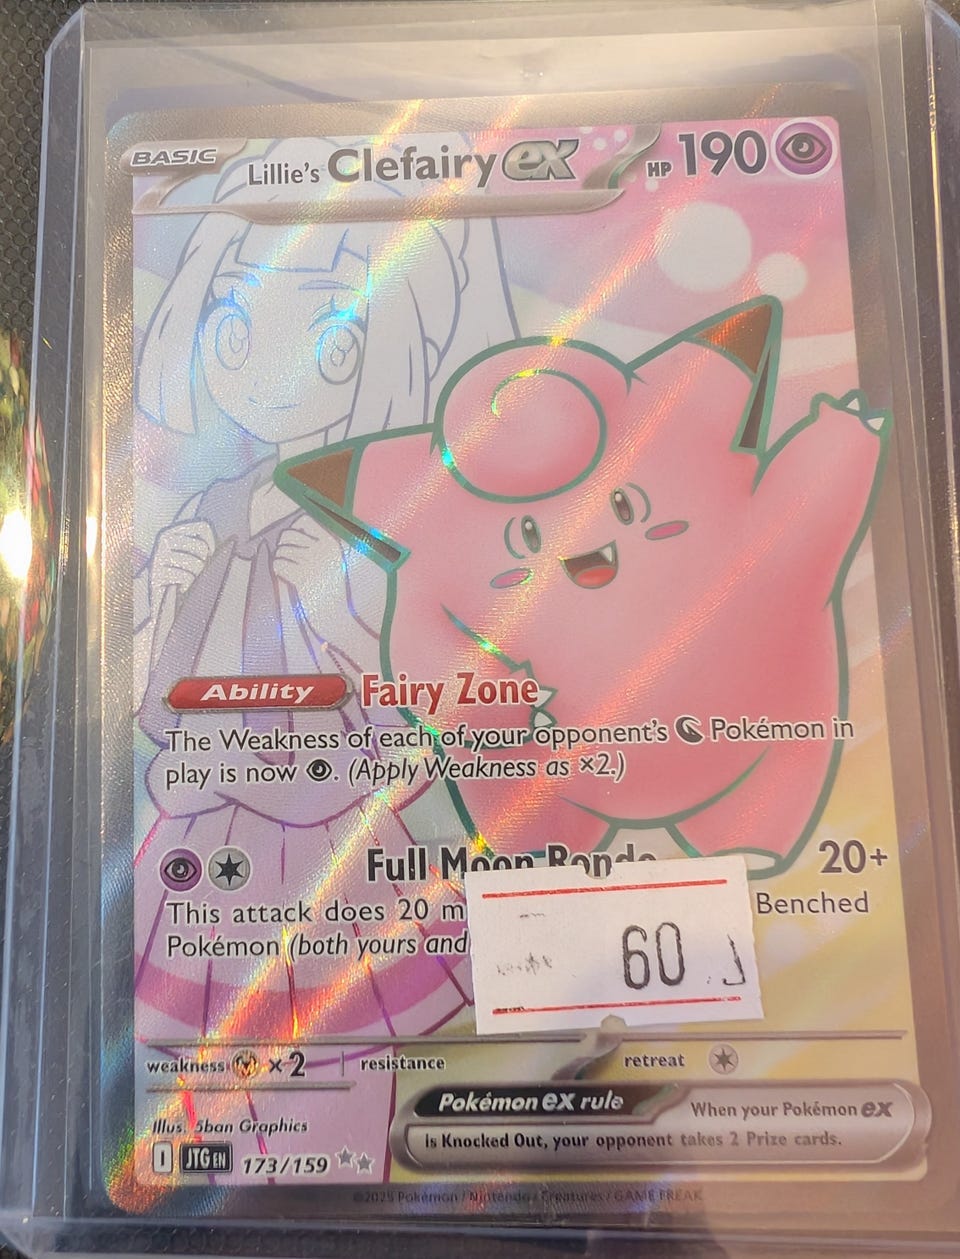 BASIC Lillie's Clefairy ex HP 190
Ability Fairy Zone
The Weakness of each of your opponent's Pokémon in
play is now . (Apply Weakness as ×2.)
Full Moon Rondo 20+
This attack does 20 m Benched
Pokémon (both yours and
60
weakness ×2 resistance retreat
Pokémon ex rule When your Pokémon ex
is Knocked Out, your opponent takes 2 Prize cards.
Illus. 5ban Graphics
I JTG EN 173/159
©2025 Pokémon / Nintendo / Creatures / GAME FREAK